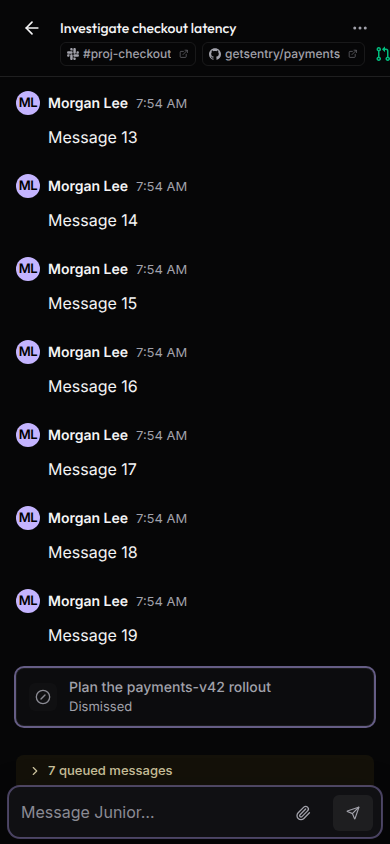 Investigate checkout latency
#proj-checkout getsentry/payments
ML Morgan Lee 7:54 AM
Message 13
ML Morgan Lee 7:54 AM
Message 14
ML Morgan Lee 7:54 AM
Message 15
ML Morgan Lee 7:54 AM
Message 16
ML Morgan Lee 7:54 AM
Message 17
ML Morgan Lee 7:54 AM
Message 18
ML Morgan Lee 7:54 AM
Message 19
Plan the payments-v42 rollout
Dismissed
7 queued messages
Message Junior...